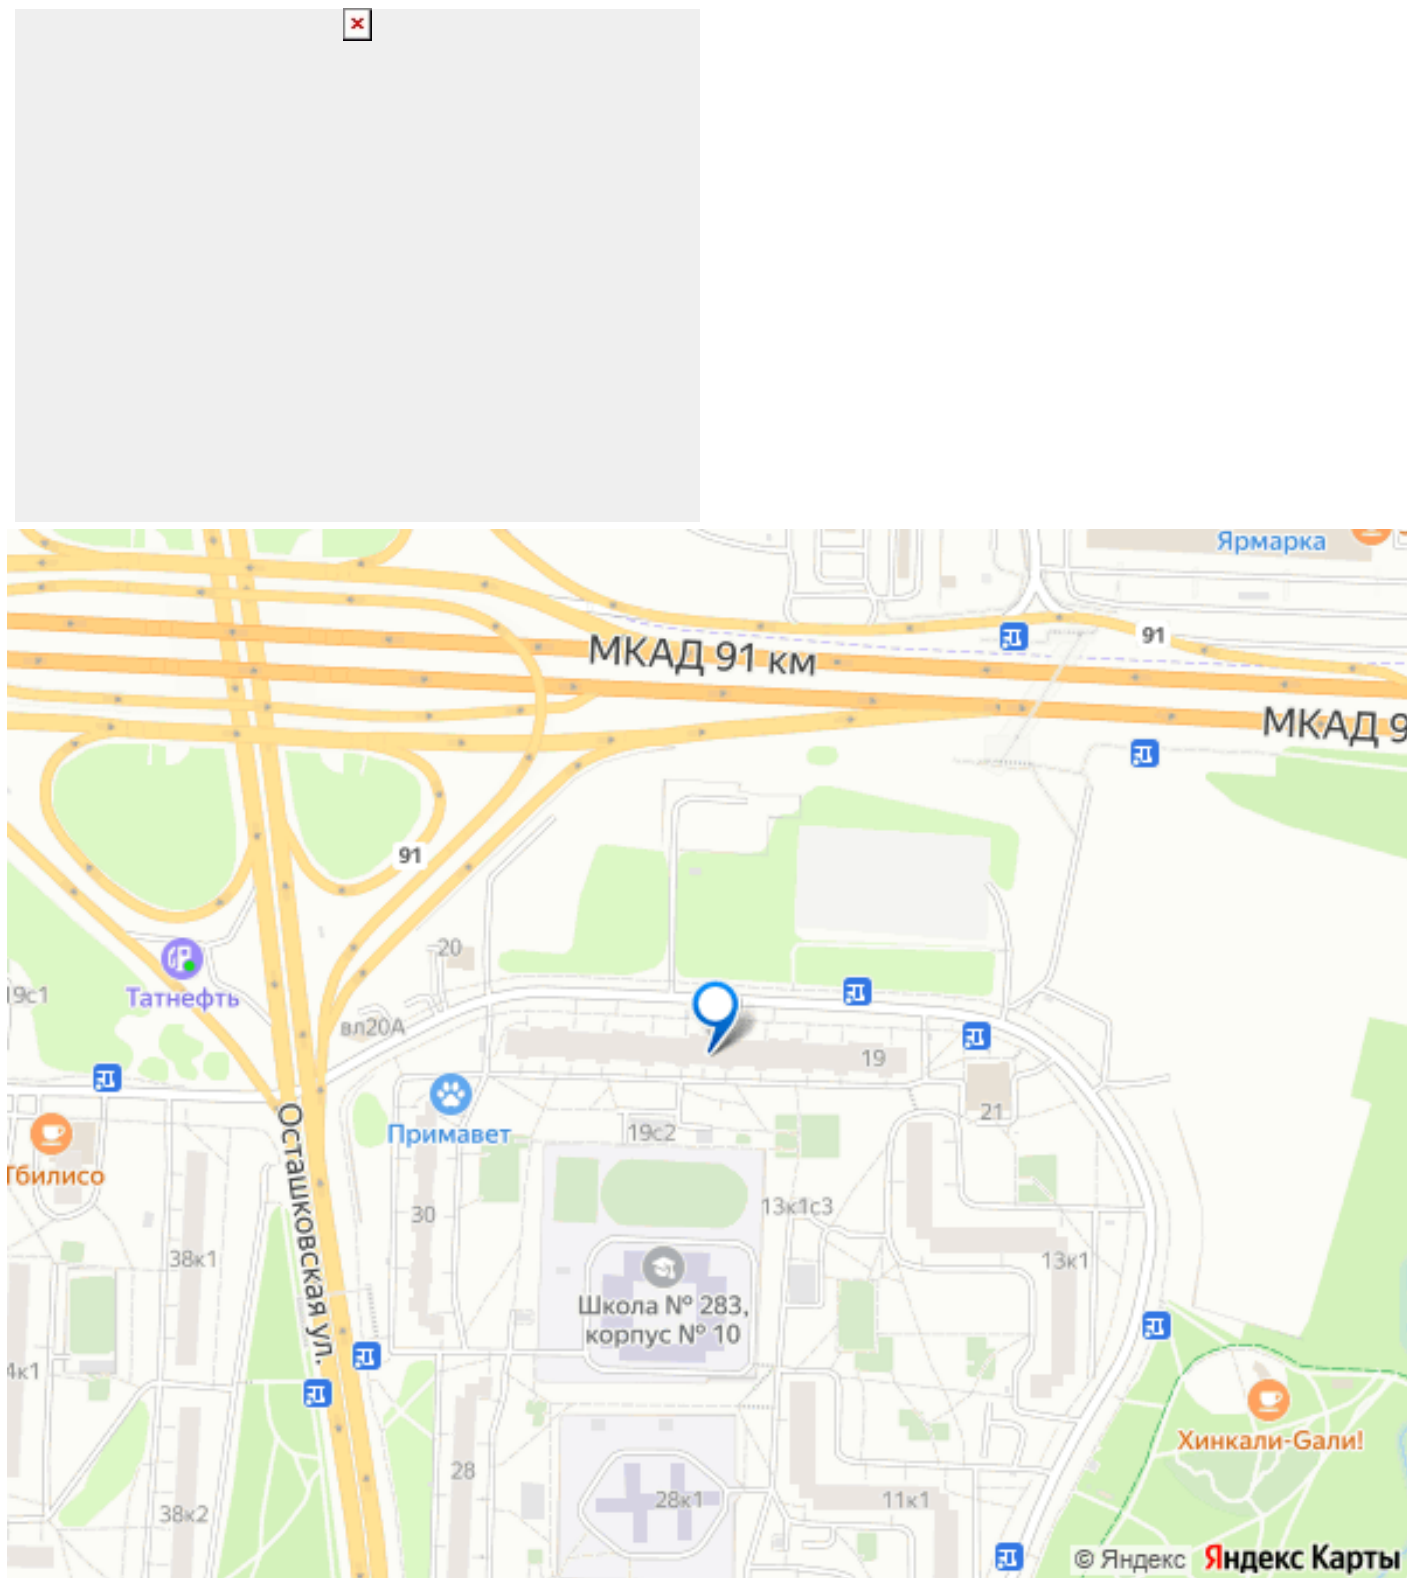 Ярмарка
91
МКАД 91 км
МКАД 9
91
20
19с1
Татнефть
вл20А
19
21
Примавет
19с2
Тбилисо
Осташковская ул.
30
13к1с3
38к1
13к1
Школа № 283,
корпус № 10
4к1
Хинкали-Gали!
28
28к1
11к1
38к2
© Яндекс Яндекс Карты